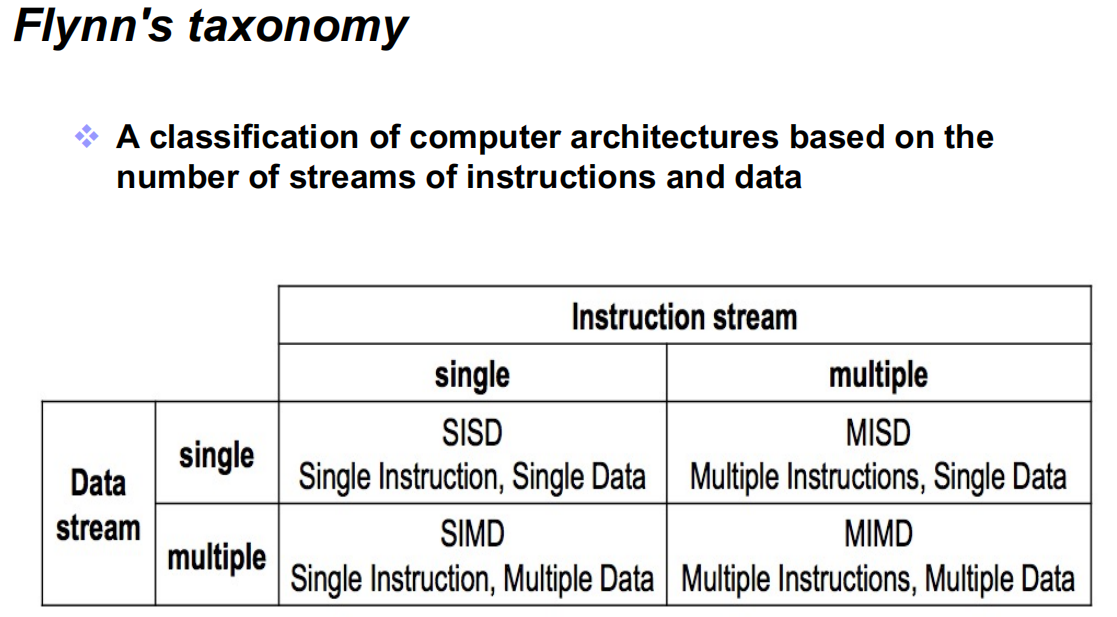 Flynn's taxonomy
A classification of computer architectures based on the
number of streams of instructions and data
Instruction stream
single
multiple
Data
stream
single
SISD
Single Instruction, Single Data
MISD
Multiple Instructions, Single Data
multiple
SIMD
Single Instruction, Multiple Data
MIMD
Multiple Instructions, Multiple Data